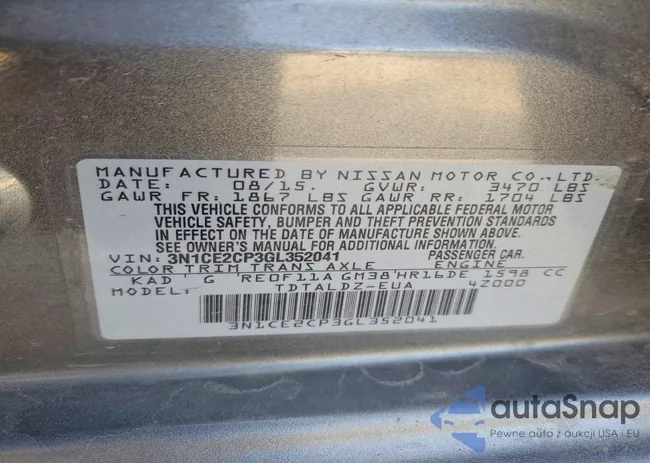 MANUFACTURED BY NISSAN MOTOR CO.,LTD.
DATE: 08/15. GVWR: 3470 LBS
GAWR FR: 1867 LBS GAWR RR: 1704 LBS
THIS VEHICLE CONFORMS TO ALL APPLICABLE FEDERAL MOTOR
VEHICLE SAFETY, BUMPER AND THEFT PREVENTION STANDARDS
IN EFFECT ON THE DATE OF MANUFACTURE SHOWN ABOVE.
SEE OWNER'S MANUAL FOR ADDITIONAL INFORMATION.
VIN: 3N1CE2CP3GL352041 PASSENGER CAR.
COLOR TRIM TRANS AXLE ENGINE
KAD G RE0F11A GM38 HR16DE 1598 CC
MODEL: TDTALDZ-EUA 4Z000
3N1CE2CP3GL352041
autaSnap
Pewne auta z aukcji USA i EU